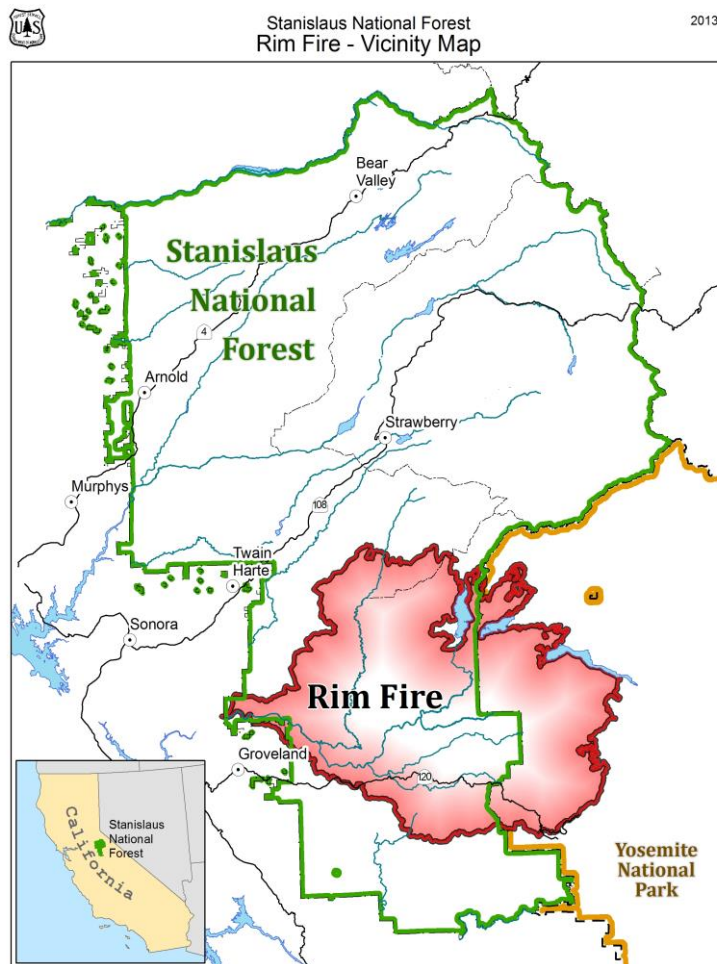 Stanislaus National Forest
Rim Fire - Vicinity Map
2013
US
Bear
Valley
Stanislaus
National
Forest
4
Arnold
Strawberry
Murphys
108
Twain
Harte
Sonora
Rim Fire
Groveland
120
California
Stanislaus
National
Forest
Yosemite
National
Park